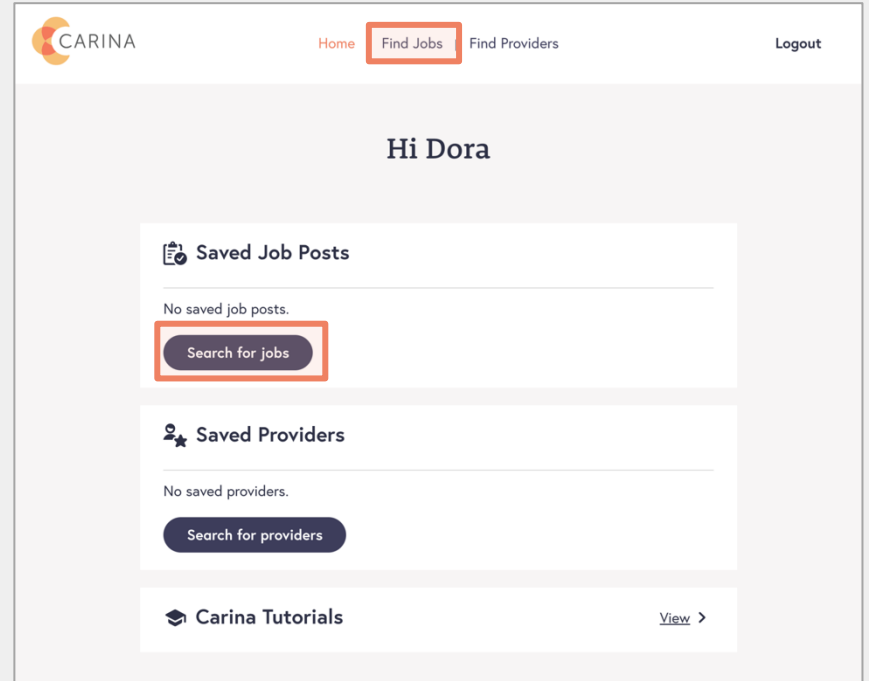 CARINA
Home Find Jobs Find Providers Logout
Hi Dora
Saved Job Posts
No saved job posts.
Search for jobs
Saved Providers
No saved providers.
Search for providers
Carina Tutorials View